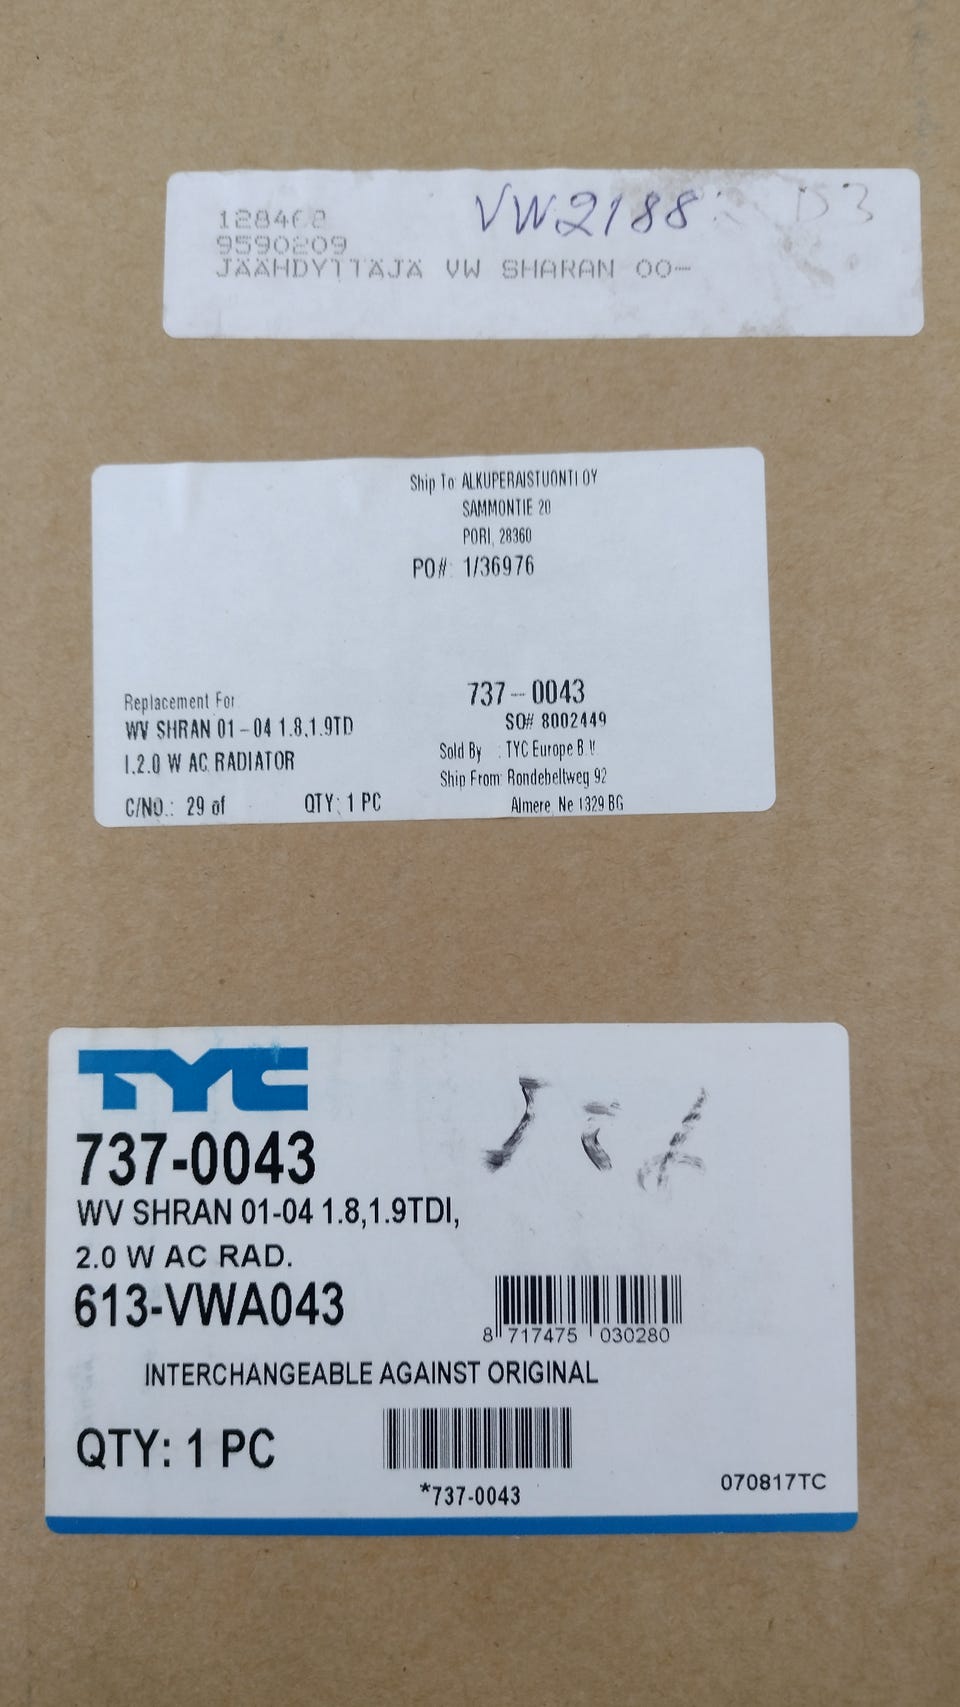 VW2188
9590209
JÄÄHDYTTÄJÄ VW SHARAN 00-
Ship To: ALKUPERAISTUONTI OY
SAMMONTIE 20
PORI, 28360
PO#: 1/36976
Replacement For
WV SHRAN 01-04 1.8,1.9TD
I.2.0 W AC RADIATOR
C/NO.: 29 of
QTY: 1 PC
737-0043
SO# 8002449
Sold By : TYC Europe B.V.
Ship From: Rondebeltweg 92
Almere, Ne 1329 BG
TYC
737-0043
WV SHRAN 01-04 1.8,1.9TDI,
2.0 W AC RAD.
613-VWA043
8 717475 030280
INTERCHANGEABLE AGAINST ORIGINAL
QTY: 1 PC
*737-0043
070817TC